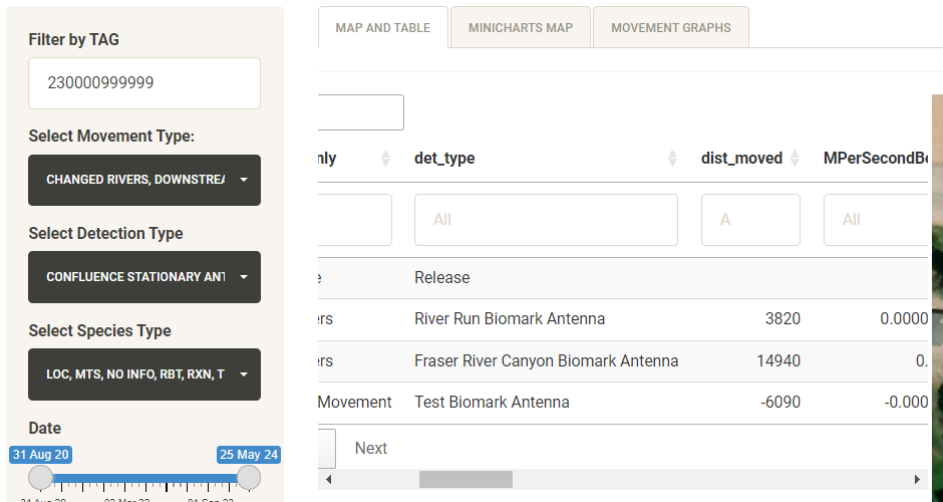 Filter by TAG
230000999999
Select Movement Type:
CHANGED RIVERS, DOWNSTREA
Select Detection Type
CONFLUENCE STATIONARY ANT
Select Species Type
LOC, MTS, NO INFO, RBT, RXN, T
Date
31 Aug 20 25 May 24
MAP AND TABLE MINICHARTS MAP MOVEMENT GRAPHS
nly det_type dist_moved MPerSecondBe
All A All
e Release
ers River Run Biomark Antenna 3820 0.0000
ers Fraser River Canyon Biomark Antenna 14940 0.
Movement Test Biomark Antenna -6090 -0.000
Next